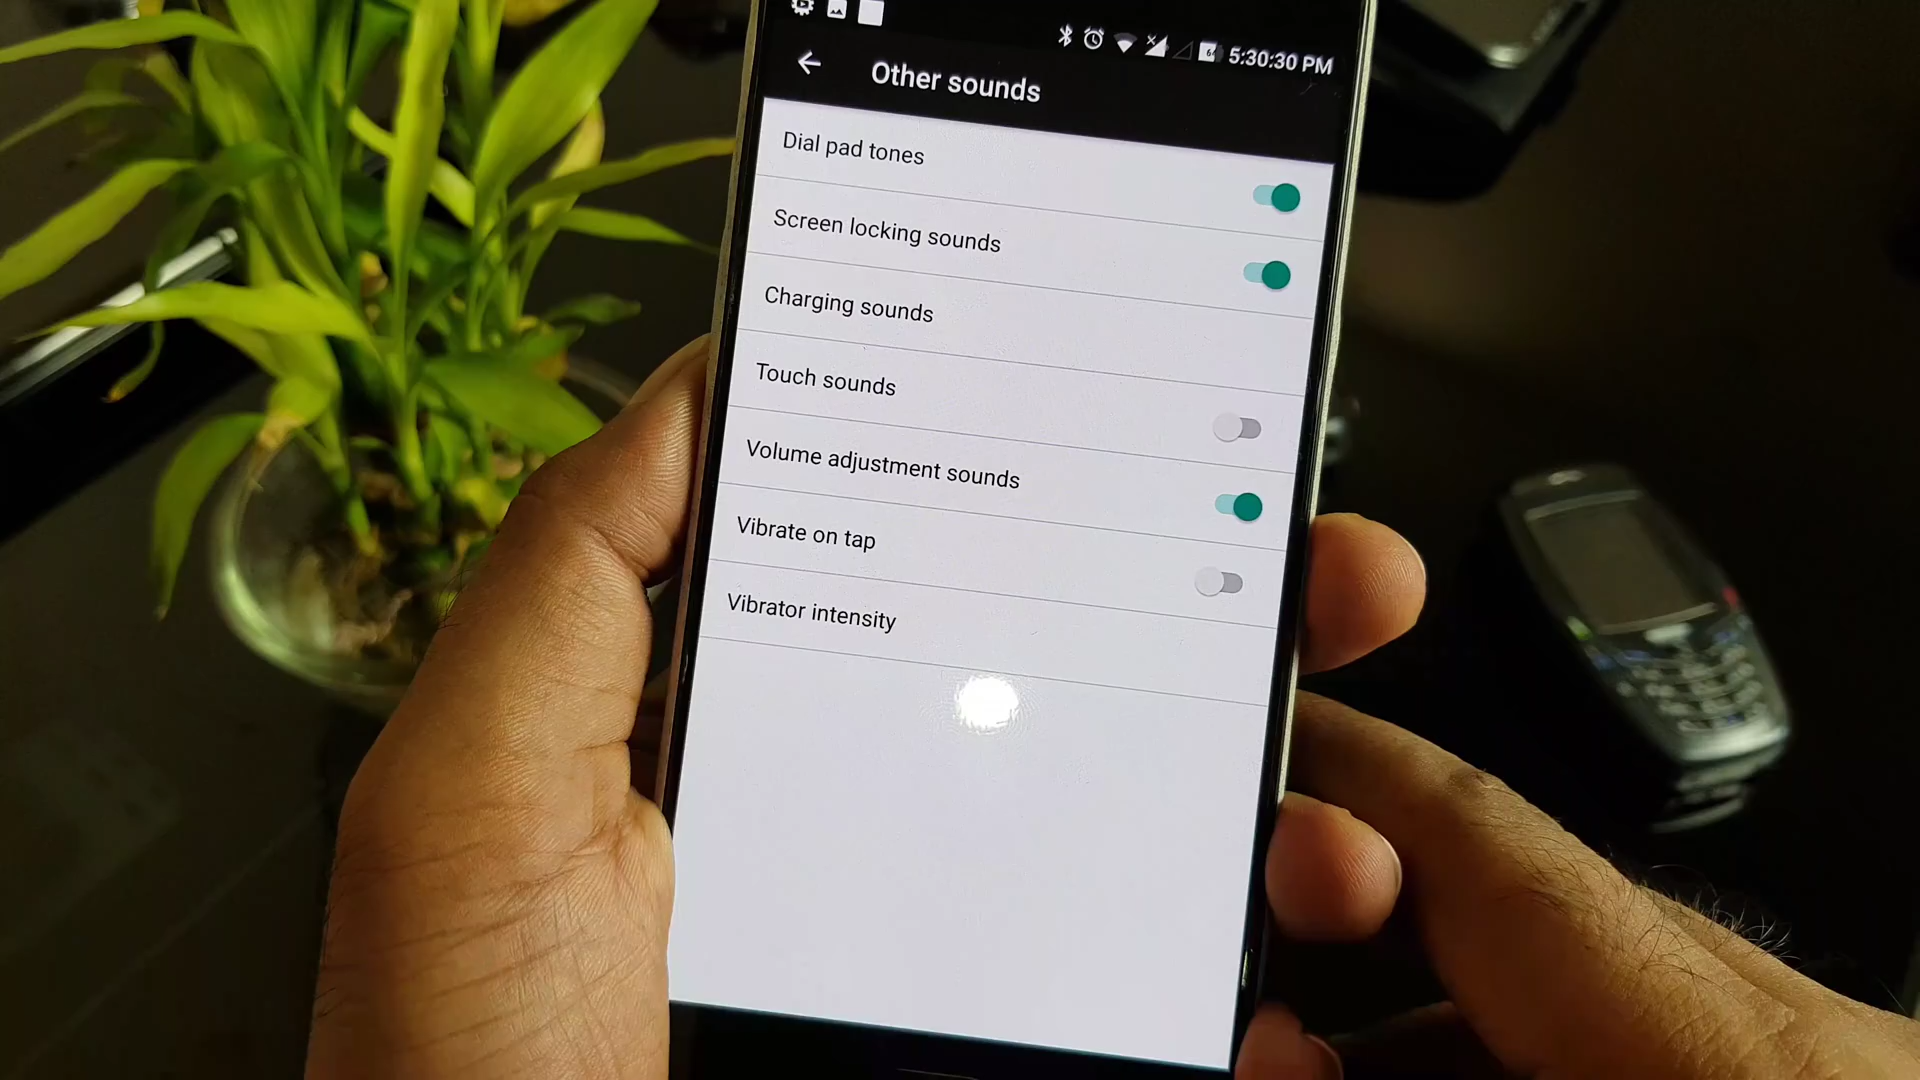 5:30:30 PM
Other sounds
Dial pad tones
Screen locking sounds
Charging sounds
Touch sounds
Volume adjustment sounds
Vibrate on tap
Vibrator intensity